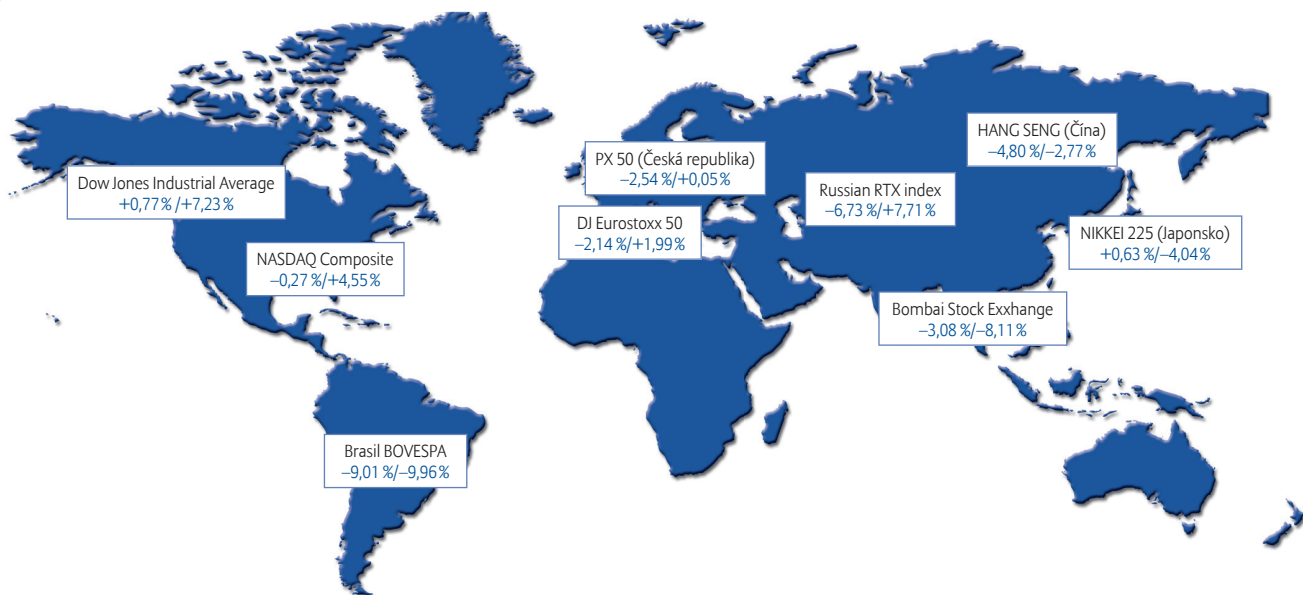 HANG SENG (Čína)
–4,80 %/–2,77 %
PX 50 (Česká republika)
–2,54 %/+0,05 %
Dow Jones Industrial Average
+0,77 % /+7,23 %
Russian RTX index
–6,73 %/+7,71 %
DJ Eurostoxx 50
–2,14 %/+1,99 %
NIKKEI 225 (Japonsko)
+0,63 %/–4,04 %
NASDAQ Composite
–0,27 %/+4,55 %
Bombai Stock Exxhange
–3,08 %/–8,11 %
Brasil BOVESPA
–9,01 %/–9,96 %